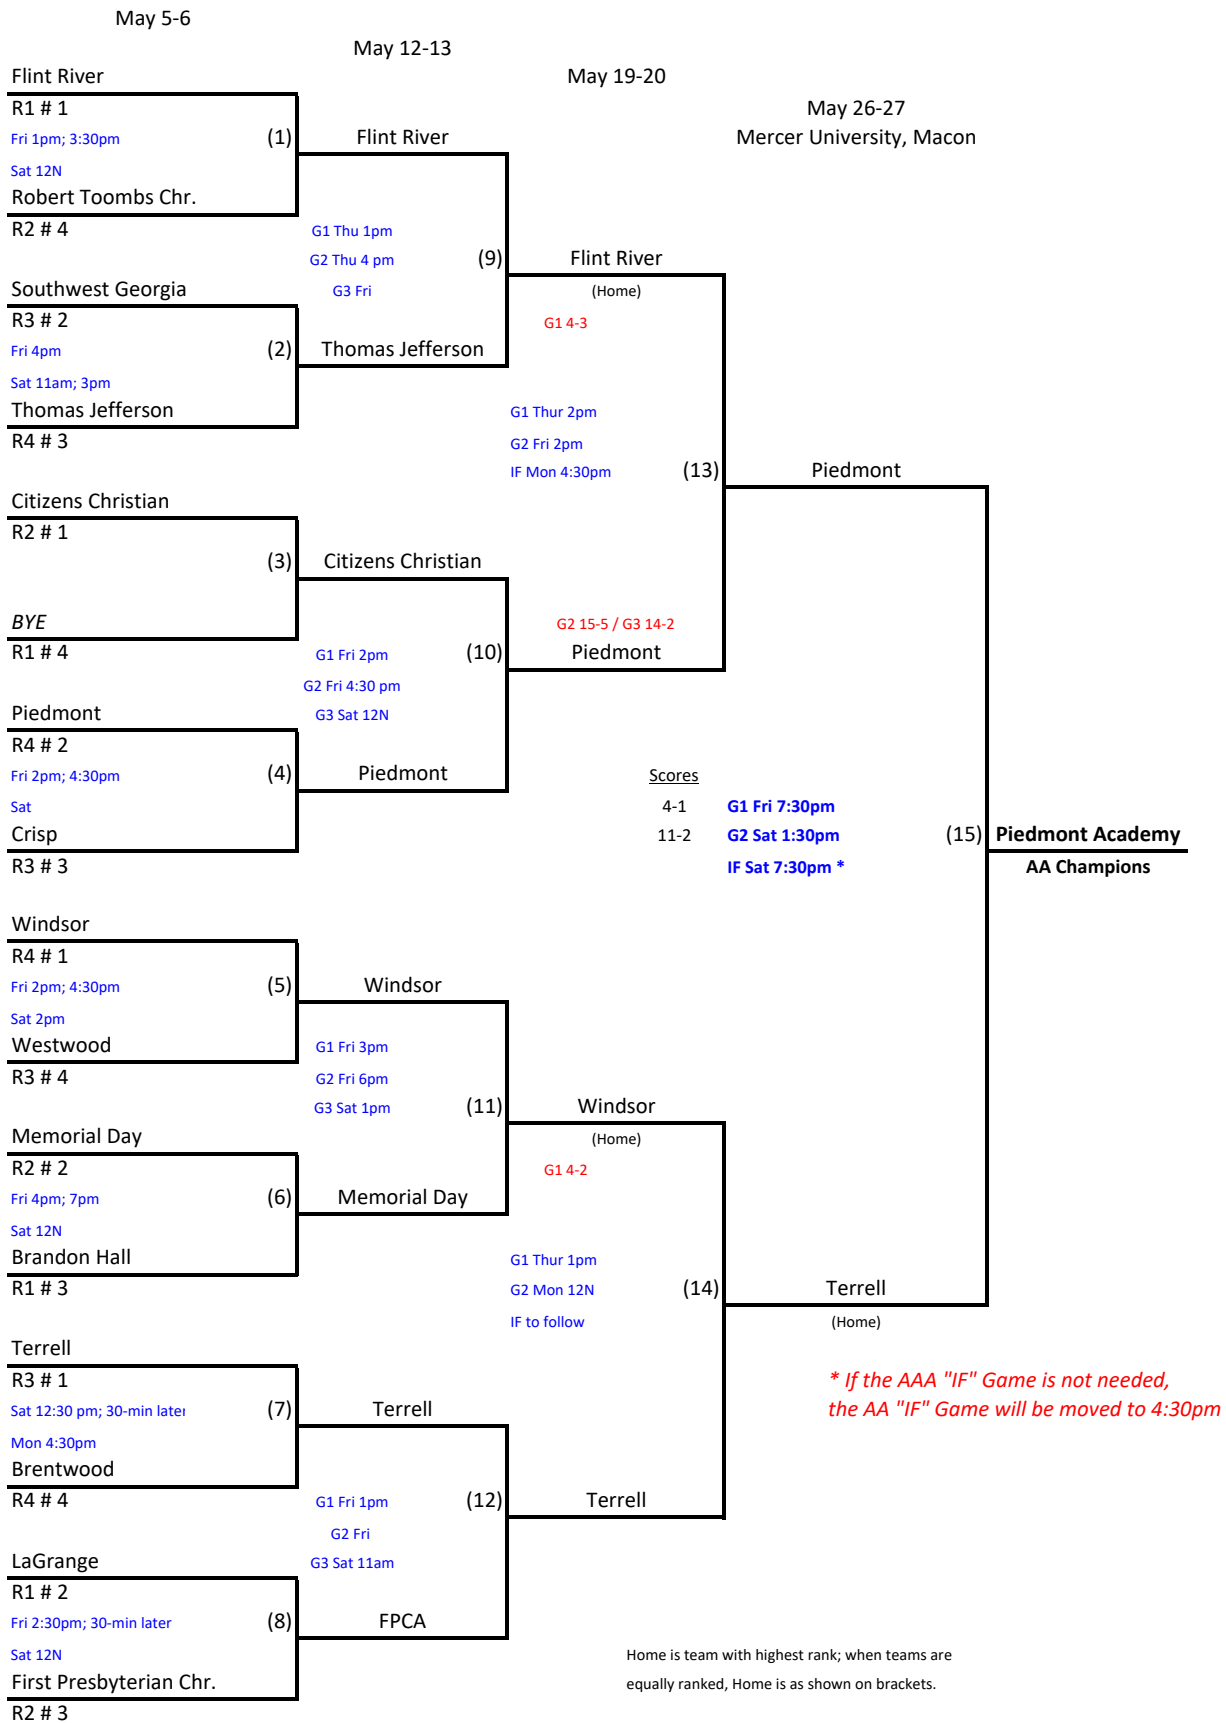 May 5-6
May 12-13
Flint River
May 19-20
R1 # 1
May 26-27
Fri 1pm; 3:30pm
(1)
Flint River
Mercer University, Macon
Sat 12N
Robert Toombs Chr.
R2 # 4
G1 Thu 1pm
G2 Thu 4 pm
(9)
Flint River
Southwest Georgia
G3 Fri
(Home)
R3 # 2
G1 4-3
Fri 4pm
(2)
Thomas Jefferson
Sat 11am; 3pm
Thomas Jefferson
G1 Thur 2pm
R4 # 3
G2 Fri 2pm
IF Mon 4:30pm
(13)
Piedmont
Citizens Christian
R2 # 1
(3)
Citizens Christian
BYE
G2 15-5 / G3 14-2
R1 # 4
G1 Fri 2pm
(10)
Piedmont
G2 Fri 4:30 pm
Piedmont
G3 Sat 12N
R4 # 2
Fri 2pm; 4:30pm
(4)
Piedmont
Scores
Sat
4-1
G1 Fri 7:30pm
Crisp
11-2
G2 Sat 1:30pm
(15)
Piedmont Academy
R3 # 3
IF Sat 7:30pm *
AA Champions
Windsor
R4 # 1
Fri 2pm; 4:30pm
(5)
Windsor
Sat 2pm
Westwood
G1 Fri 3pm
R3 # 4
G2 Fri 6pm
G3 Sat 1pm
(11)
Windsor
Memorial Day
(Home)
R2 # 2
G1 4-2
Fri 4pm; 7pm
(6)
Memorial Day
Sat 12N
Brandon Hall
G1 Thur 1pm
R1 # 3
G2 Mon 12N
(14)
Terrell
IF to follow
(Home)
Terrell
R3 # 1
* If the AAA "IF" Game is not needed,
Sat 12:30 pm; 30-min later
(7)
Terrell
the AA "IF" Game will be moved to 4:30pm
Mon 4:30pm
Brentwood
R4 # 4
G1 Fri 1pm
(12)
Terrell
G2 Fri
LaGrange
G3 Sat 11am
R1 # 2
Fri 2:30pm; 30-min later
(8)
FPCA
Sat 12N
Home is team with highest rank; when teams are
First Presbyterian Chr.
equally ranked, Home is as shown on brackets.
R2 # 3